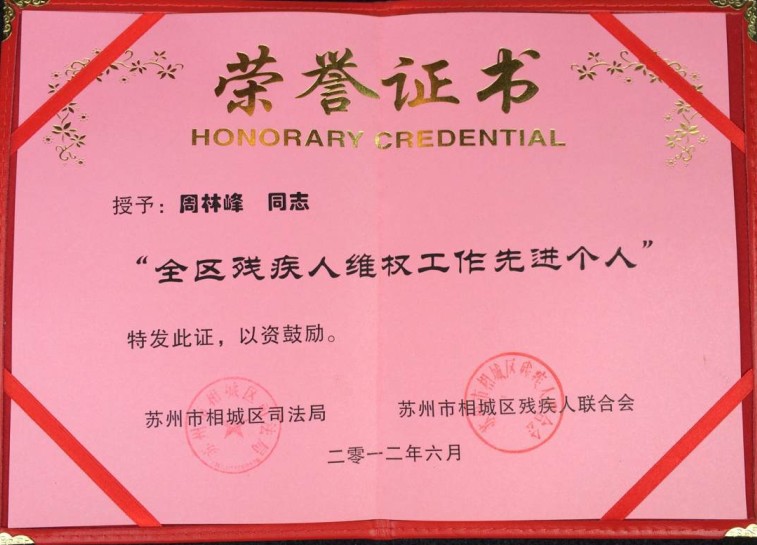 荣誉证书
HONORARY CREDENTIAL
授予：周林峰 同志
“全区残疾人维权工作先进个人”
特发此证，以资鼓励。
苏州市相城区司法局 苏州市相城区残疾人联合会
二零一二年六月